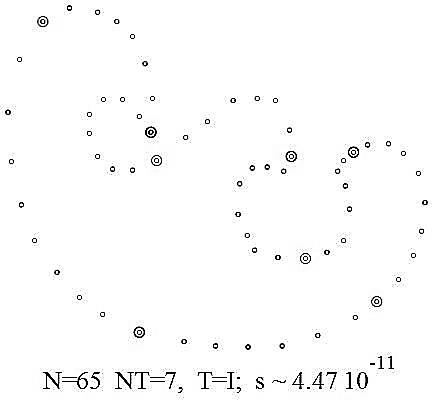 N=65 NT=7, T=I; s ~ 4.47 10^-11